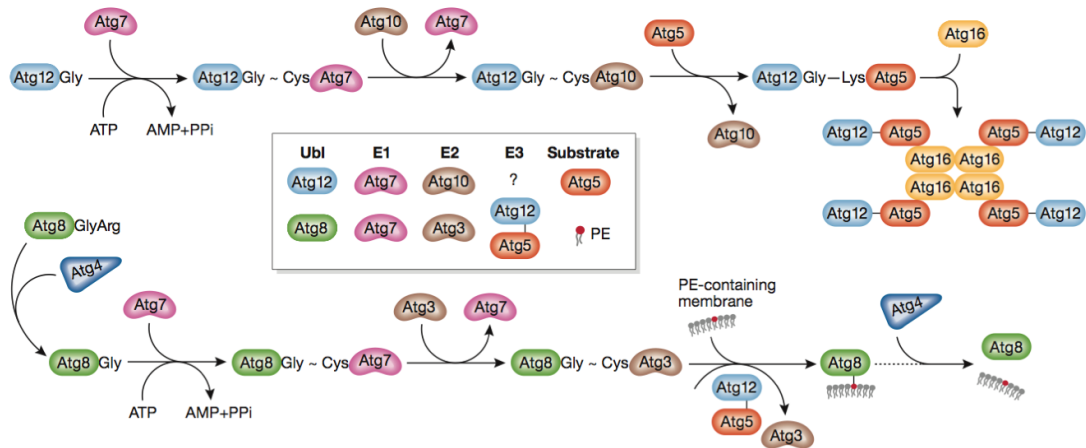 Atg7 Atg10 Atg7 Atg5 Atg16
Atg12 Gly Atg12 Gly ~ Cys Atg7 Atg12 Gly ~ Cys Atg10 Atg12 Gly – Lys Atg5
ATP AMP+PPi Atg10
Atg12 Atg5 Atg5 Atg12
Atg16 Atg16
Atg16 Atg16
Atg12 Atg5 Atg5 Atg12
Ubl E1 E2 E3 Substrate
Atg12 Atg7 Atg10 ? Atg5
Atg8 Atg7 Atg3 Atg12 Atg5 PE
Atg8 GlyArg
Atg4
Atg7 Atg3 Atg7
PE-containing
membrane
Atg4
Atg8 Gly Atg8 Gly ~ Cys Atg7 Atg8 Gly ~ Cys Atg3 Atg8 Atg8
ATP AMP+PPi
Atg12
Atg5
Atg3